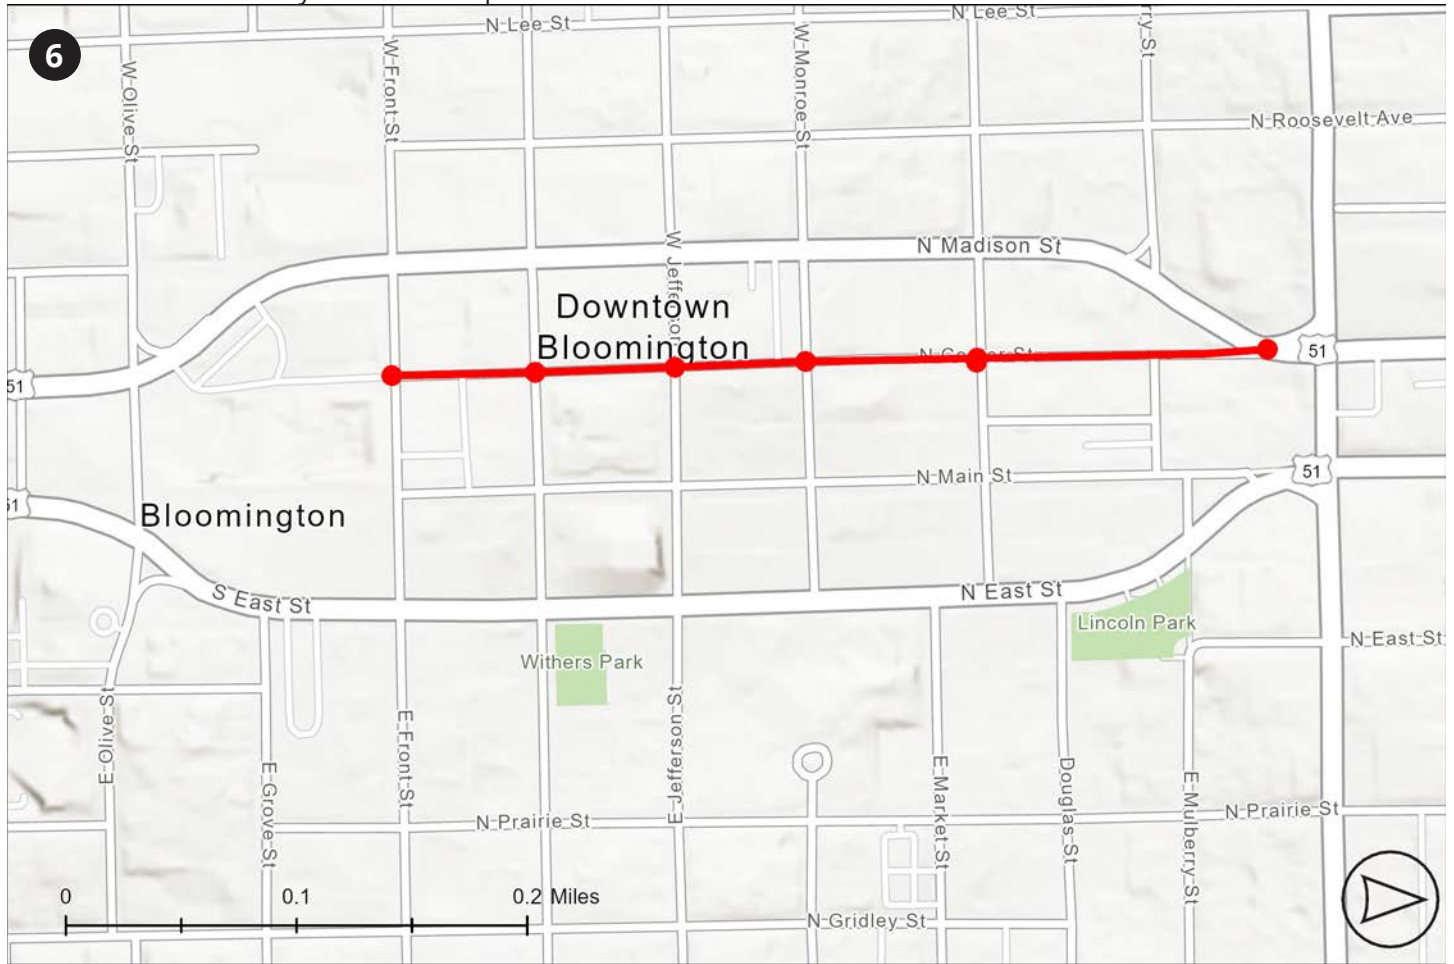 6
N Lee St
N Lee St
W Olive St
W Front St
W Monroe St
N Roosevelt Ave
W Jefferson
N Madison St
Downtown
Bloomington
51
51
N Main St
51
51
Bloomington
S East St
N East St
Lincoln Park
N East St
Withers Park
E Olive St
E Grove St
E Front St
E Jefferson St
E Market St
Douglas St
E Mulberry St
N Prairie St
N Prairie St
0 0.1 0.2 Miles
N Gridley St